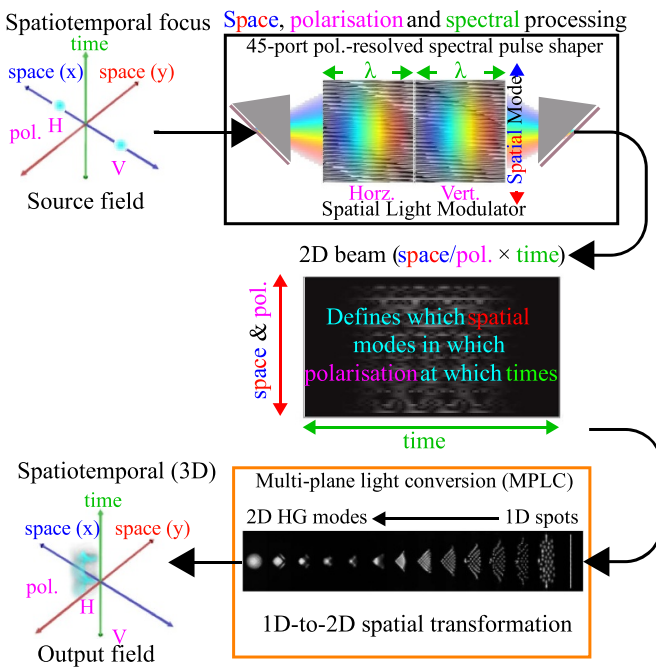 Spatiotemporal focus
time
space (x)
space (y)
pol.
H
V
Source field
Space, polarisation and spectral processing
45-port pol.-resolved spectral pulse shaper
λ
λ
Spatial Mode
Horz.
Vert.
Spatial Light Modulator
2D beam (space/pol. × time)
space & pol.
Defines which spatial
modes in which
polarisation at which times
time
Spatiotemporal (3D)
time
space (x)
space (y)
pol.
H
V
Output field
Multi-plane light conversion (MPLC)
2D HG modes
1D spots
1D-to-2D spatial transformation